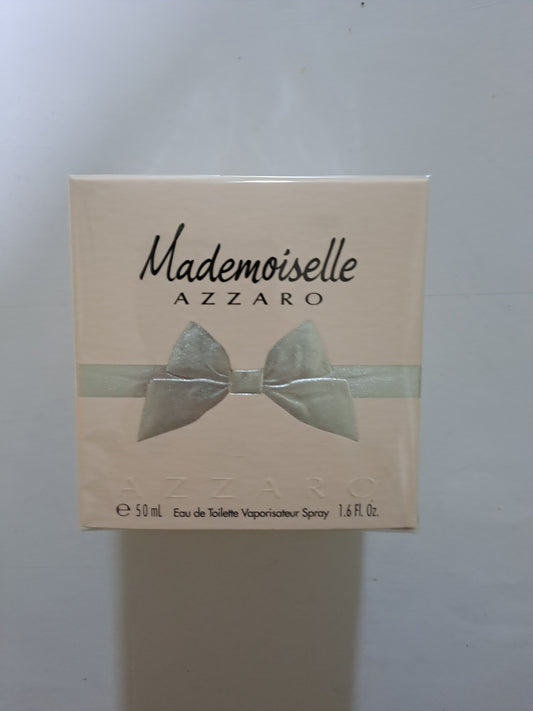 Mademoiselle
AZZARO
AZZARO
℮ 50 mL Eau de Toilette Vaporisateur Spray 1.6 Fl. Oz.